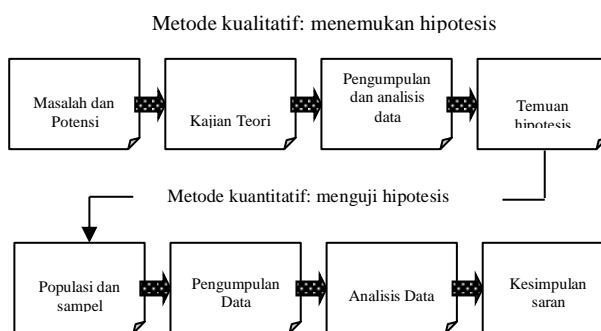 Metode kualitatif: menemukan hipotesis
Masalah dan
Potensi
Kajian Teori
Pengumpulan
dan analisis
data
Temuan
hipotesis
Metode kuantitatif: menguji hipotesis
Populasi dan
sampel
Pengumpulan
Data
Analisis Data
Kesimpulan
saran